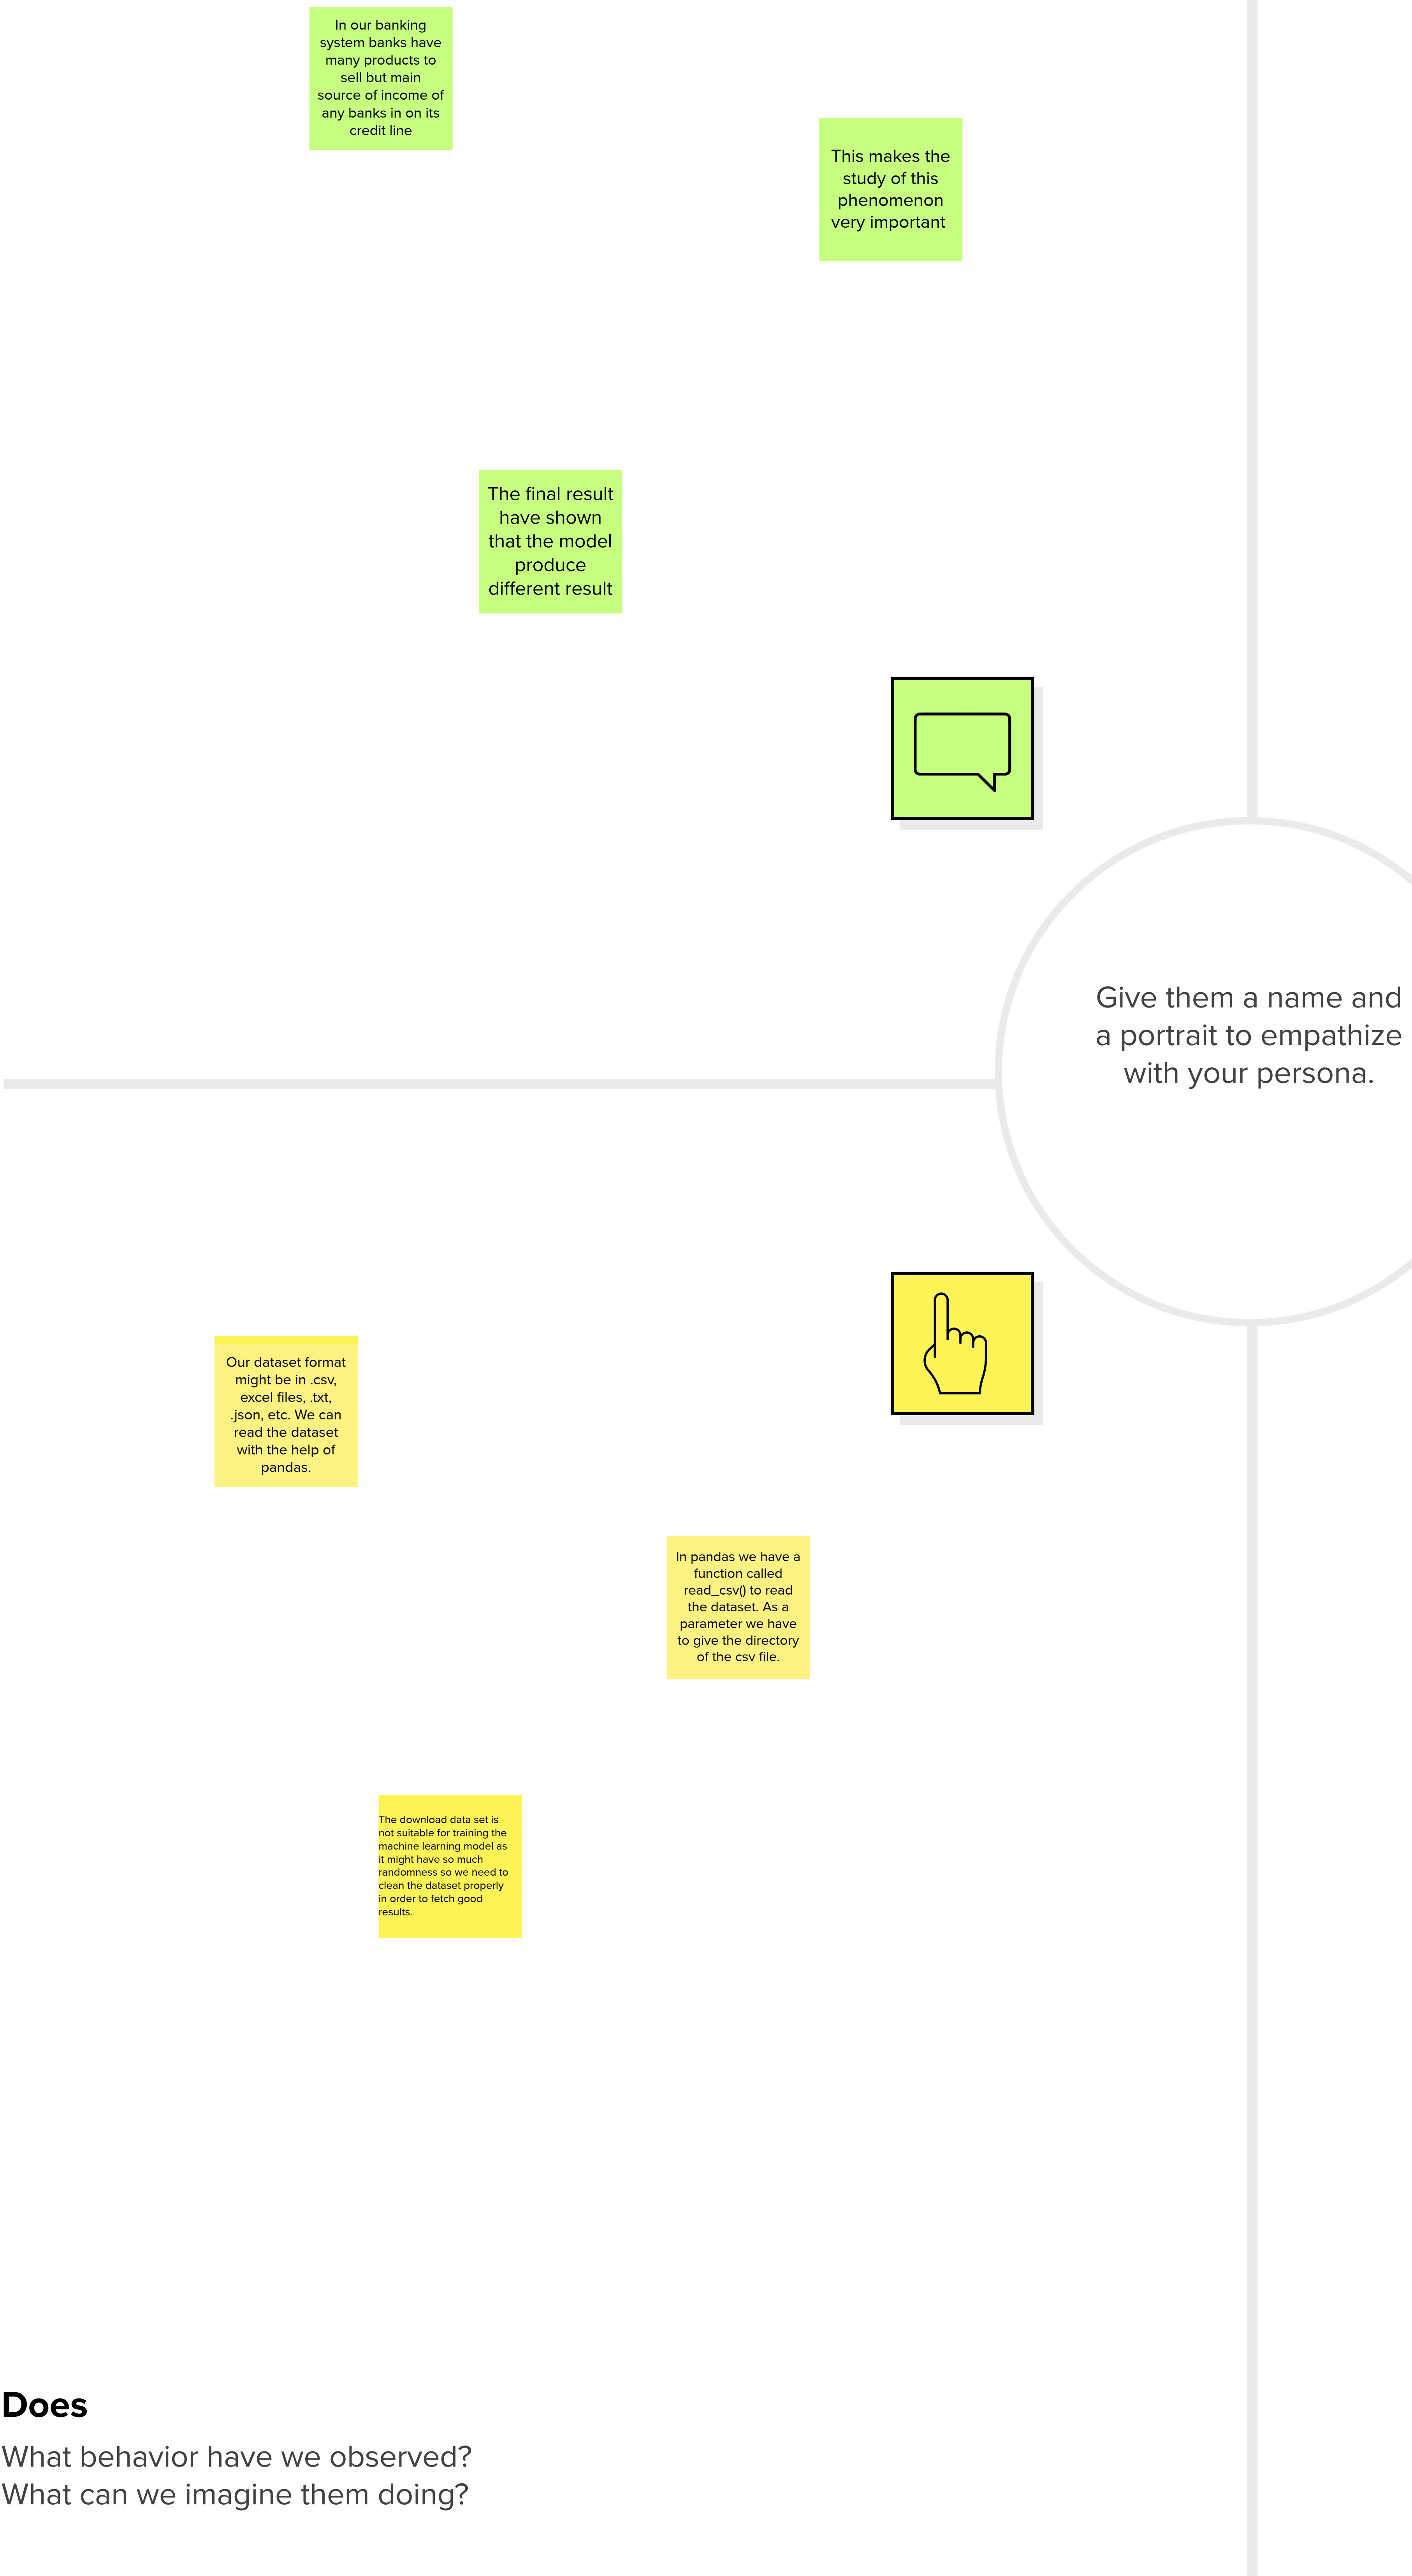 In our banking
system banks have
many products to
sell but main
source of income of
any banks in on its
credit line
This makes the
study of this
phenomenon
very important
The final result
have shown
that the model
produce
different result
Give them a name and
a portrait to empathize
with your persona.
Our dataset format
might be in .csv,
excel files, .txt,
.json, etc. We can
read the dataset
with the help of
pandas.
In pandas we have a
function called
read_csv() to read
the dataset. As a
parameter we have
to give the directory
of the csv file.
The download data set is
not suitable for training the
machine learning model as
it might have so much
randomness so we need to
clean the dataset properly
in order to fetch good
results.
Does
What behavior have we observed?
What can we imagine them doing?